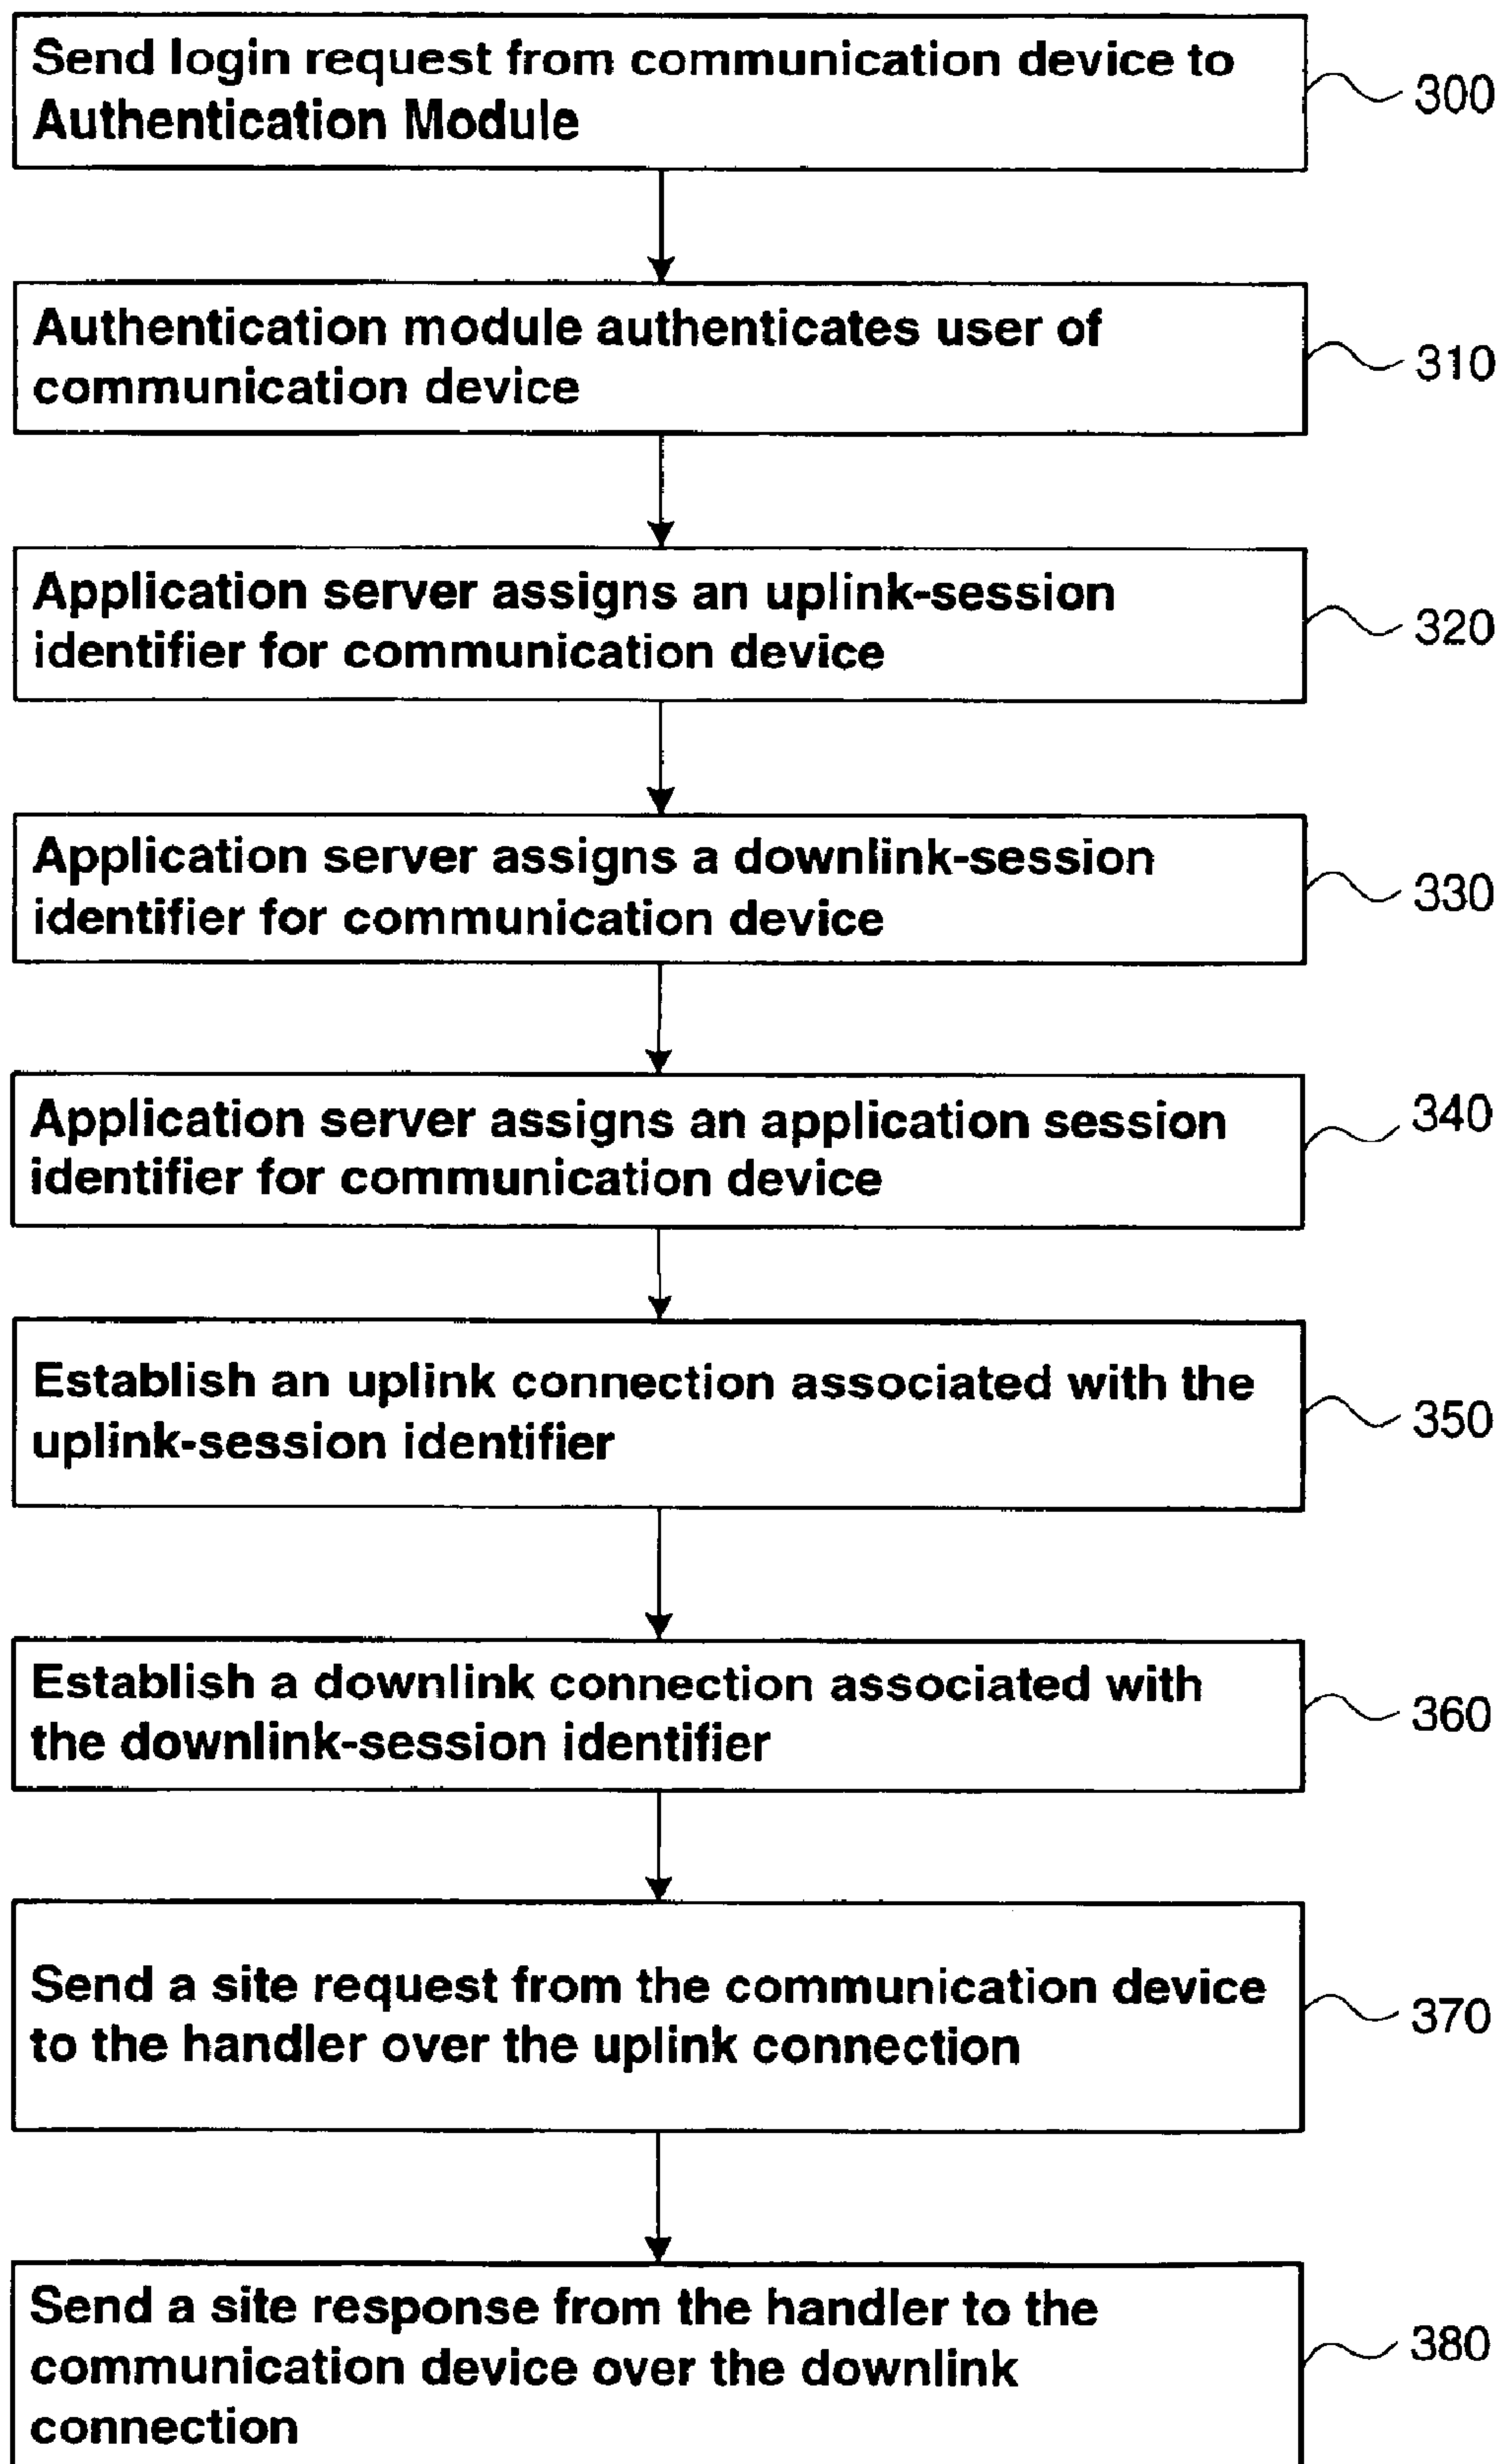 Send login request from communication device to
Authentication Module
300
Authentication module authenticates user of
communication device
310
Application server assigns an uplink-session
identifier for communication device
320
Application server assigns a downlink-session
identifier for communication device
330
Application server assigns an application session
identifier for communication device
340
Establish an uplink connection associated with the
uplink-session identifier
350
Establish a downlink connection associated with
the downlink-session identifier
360
Send a site request from the communication device
to the handler over the uplink connection
370
Send a site response from the handler to the
communication device over the downlink
connection
380